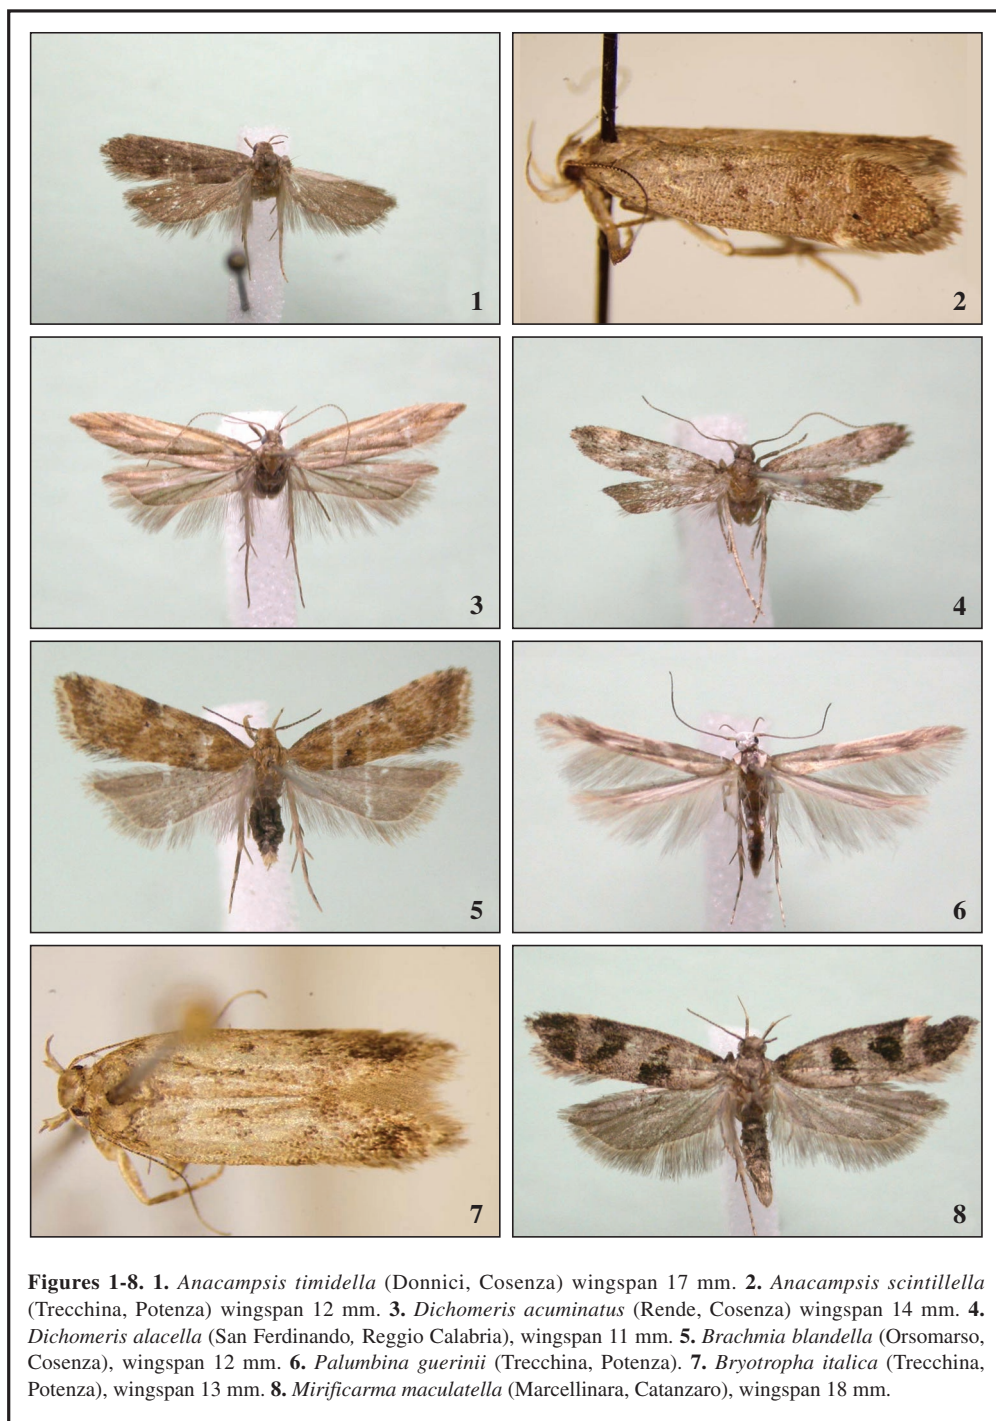 1
2
3
4
5
6
7
8
Figures 1-8. 1. Anacampsis timidella (Donnici, Cosenza) wingspan 17 mm. 2. Anacampsis scintillella
(Trecchina, Potenza) wingspan 12 mm. 3. Dichomeris acuminatus (Rende, Cosenza) wingspan 14 mm. 4.
Dichomeris alacella (San Ferdinando, Reggio Calabria), wingspan 11 mm. 5. Brachmia blandella (Orsomarso,
Cosenza), wingspan 12 mm. 6. Palumbina guerinii (Trecchina, Potenza). 7. Bryotropha italica (Trecchina,
Potenza), wingspan 13 mm. 8. Mirificarma maculatella (Marcellinara, Catanzaro), wingspan 18 mm.